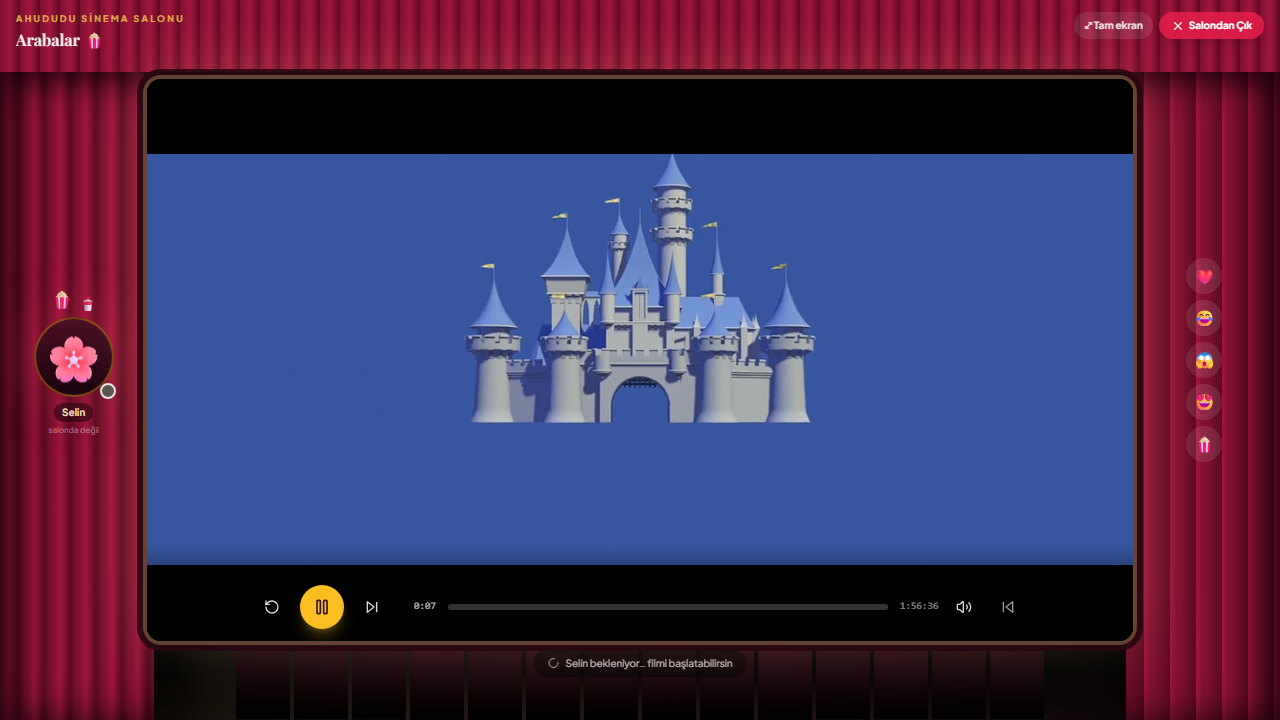 AHUDUDU SİNEMA SALONU
Arabalar
Tam ekran
Salondan Çık
Selin
salonda değil
0:07
1:56:36
Selin bekleniyor… filmi başlatabilirsin